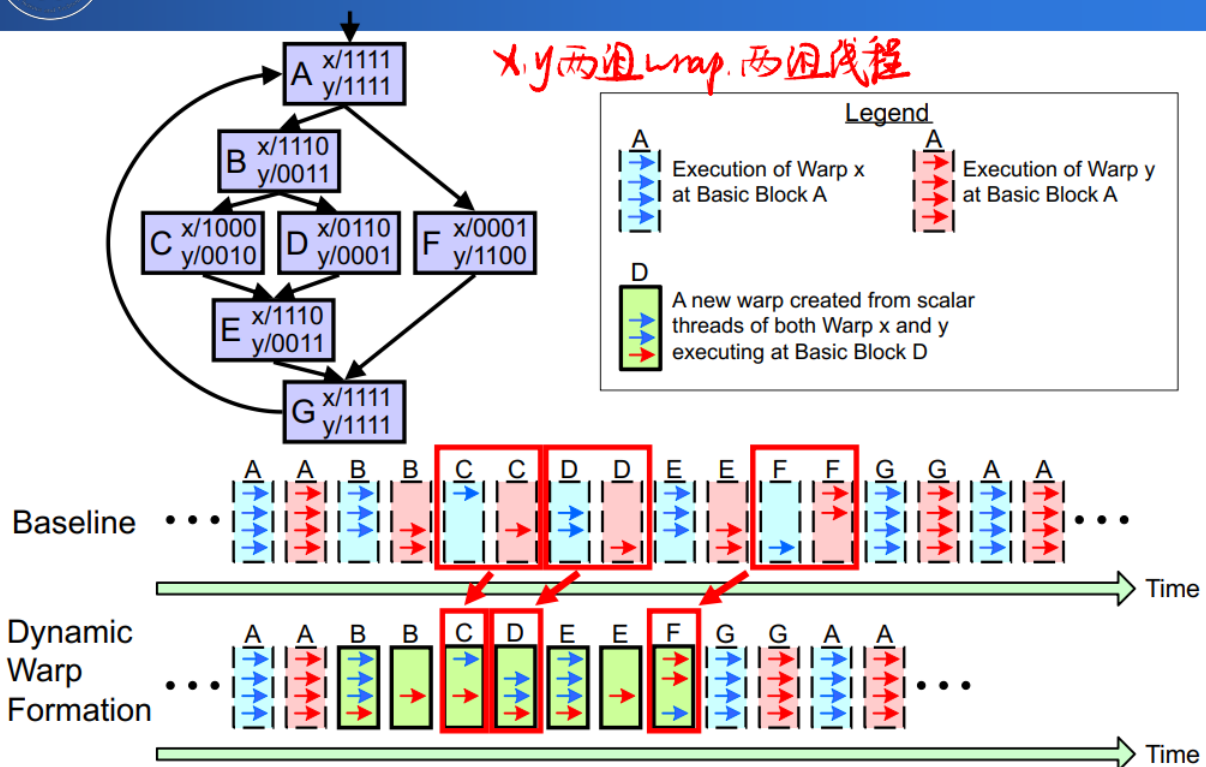 x,y两组wrap.两组线程
A x/1111
y/1111
B x/1110
y/0011
C x/1000
y/0010
D x/0110
y/0001
F x/0001
y/1100
E x/1110
y/0011
G x/1111
y/1111
Legend
A
Execution of Warp x
at Basic Block A
A
Execution of Warp y
at Basic Block A
D
A new warp created from scalar
threads of both Warp x and y
executing at Basic Block D
A A B B C C D D E E F F G G A A
Baseline
Time
A A B B C D E E F G G A A
Dynamic
Warp
Formation
Time